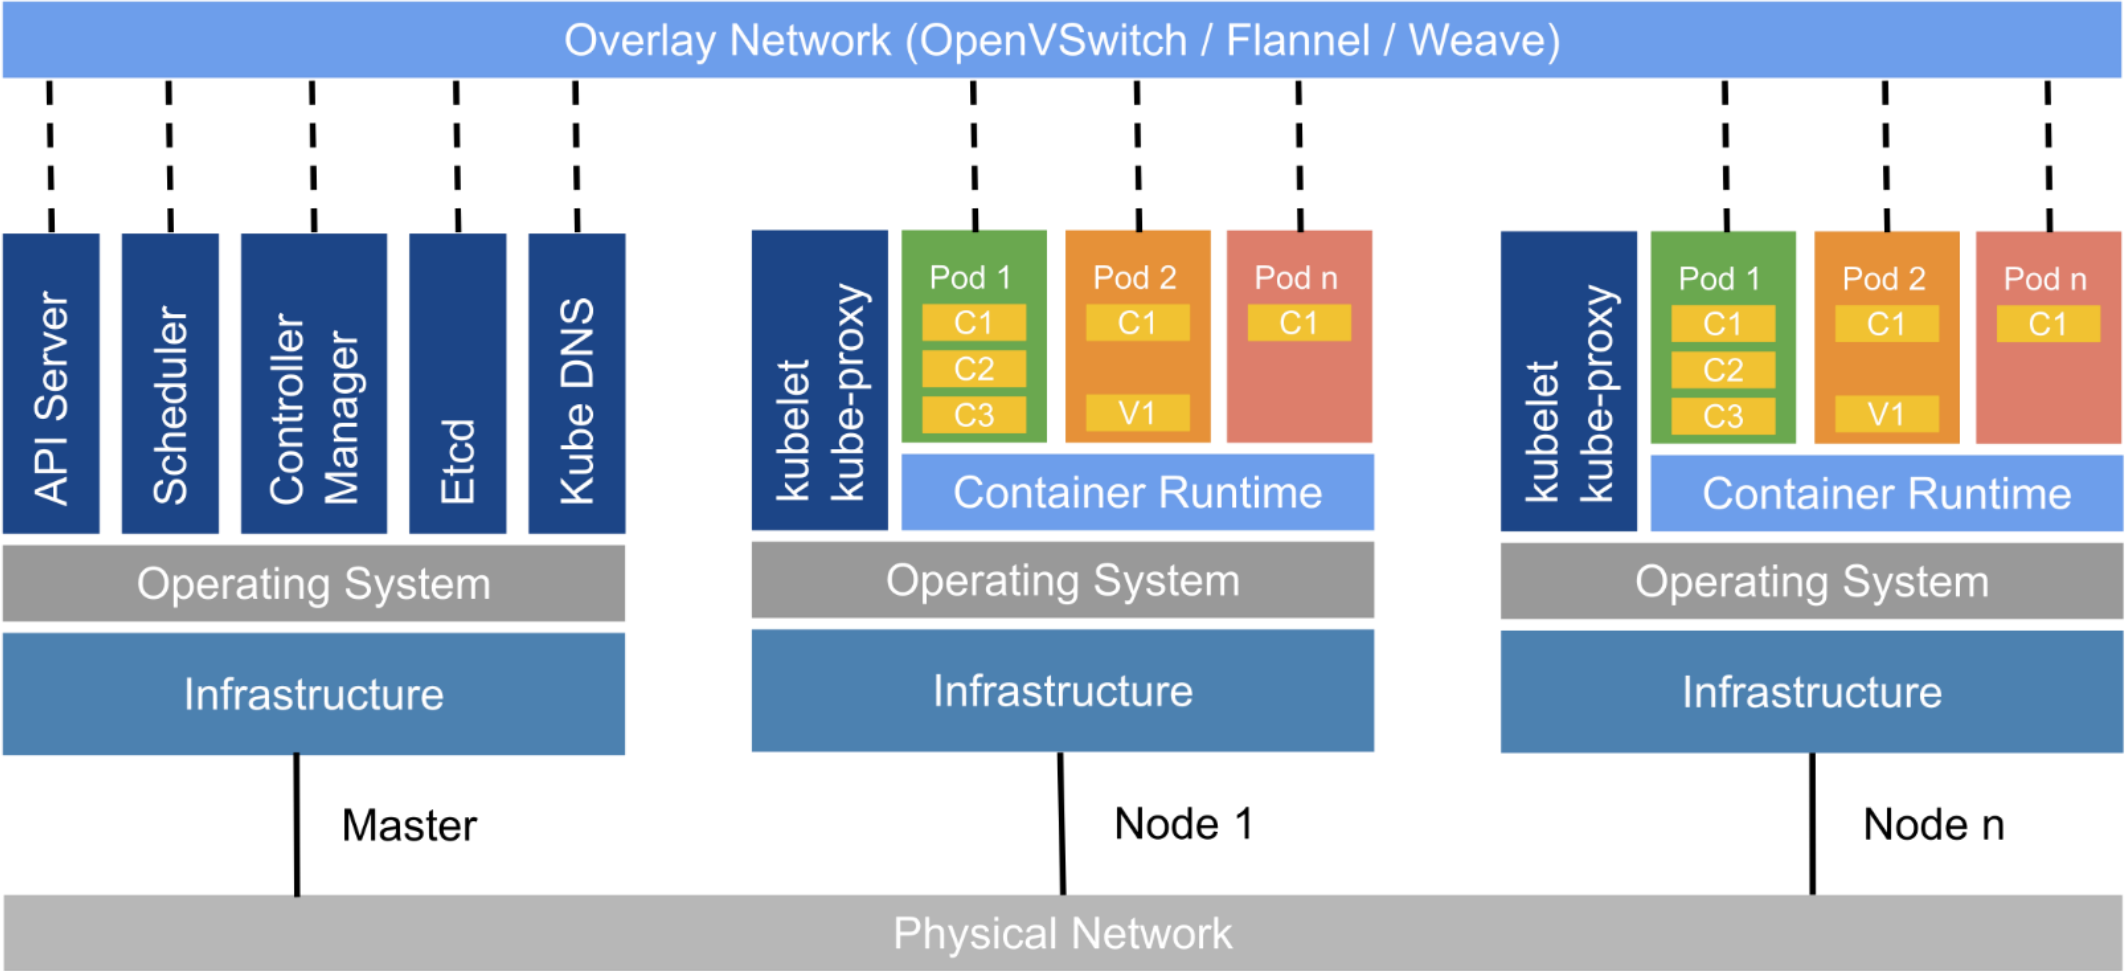 Overlay Network (OpenVSwitch / Flannel / Weave)
API Server
Scheduler
Controller
Manager
Etcd
Kube DNS
Operating System
Infrastructure
Master
kubelet
kube-proxy
Pod 1
C1
C2
C3
Pod 2
C1
V1
Pod n
C1
Container Runtime
Operating System
Infrastructure
Node 1
kubelet
kube-proxy
Pod 1
C1
C2
C3
Pod 2
C1
V1
Pod n
C1
Container Runtime
Operating System
Infrastructure
Node n
Physical Network